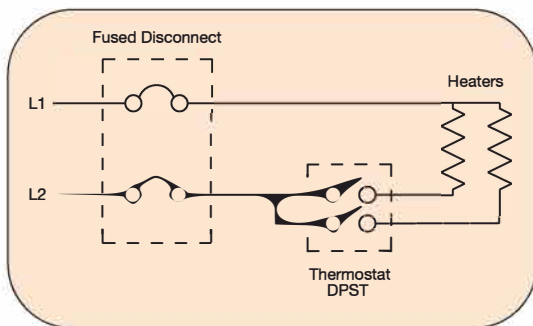 Fused Disconnect
Heaters
L1
L2
Thermostat
DPST